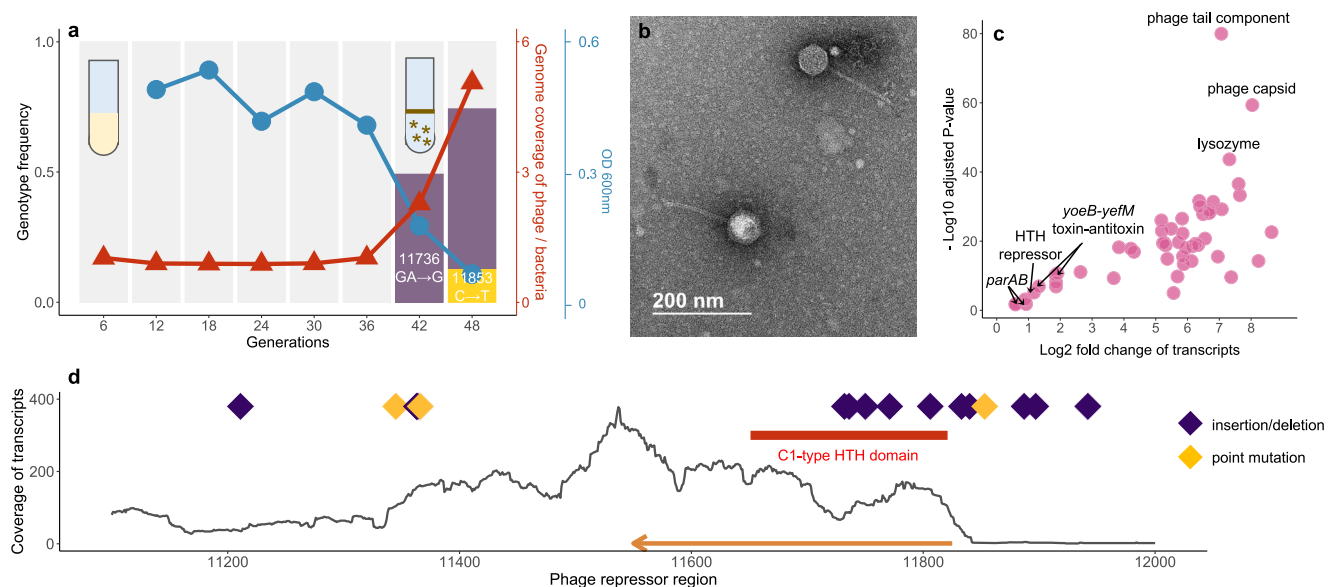 a
1.0
0.5
0.0
Genotype frequency
6
3
0
Genome coverage of phage / bacteria
0.6
0.3
0
OD 600nm
11736
GA→G
11853
C→T
6 12 18 24 30 36 42 48
Generations
b
200 nm
c
80
60
40
20
0
- Log10 adjusted P-value
phage tail component
phage capsid
lysozyme
yoeB-yefM
toxin-antitoxin
HTH
repressor
parAB
0 1 2 3 4 5 6 7 8
Log2 fold change of transcripts
d
400
200
0
Coverage of transcripts
C1-type HTH domain
insertion/deletion
point mutation
11200 11400 11600 11800 12000
Phage repressor region